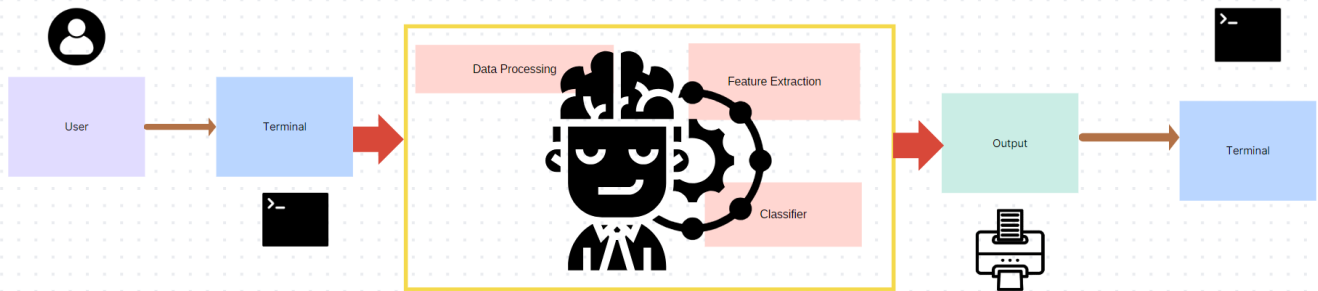 User
Terminal
>_
Data Processing
Feature Extraction
Classifier
Output
>_
Terminal